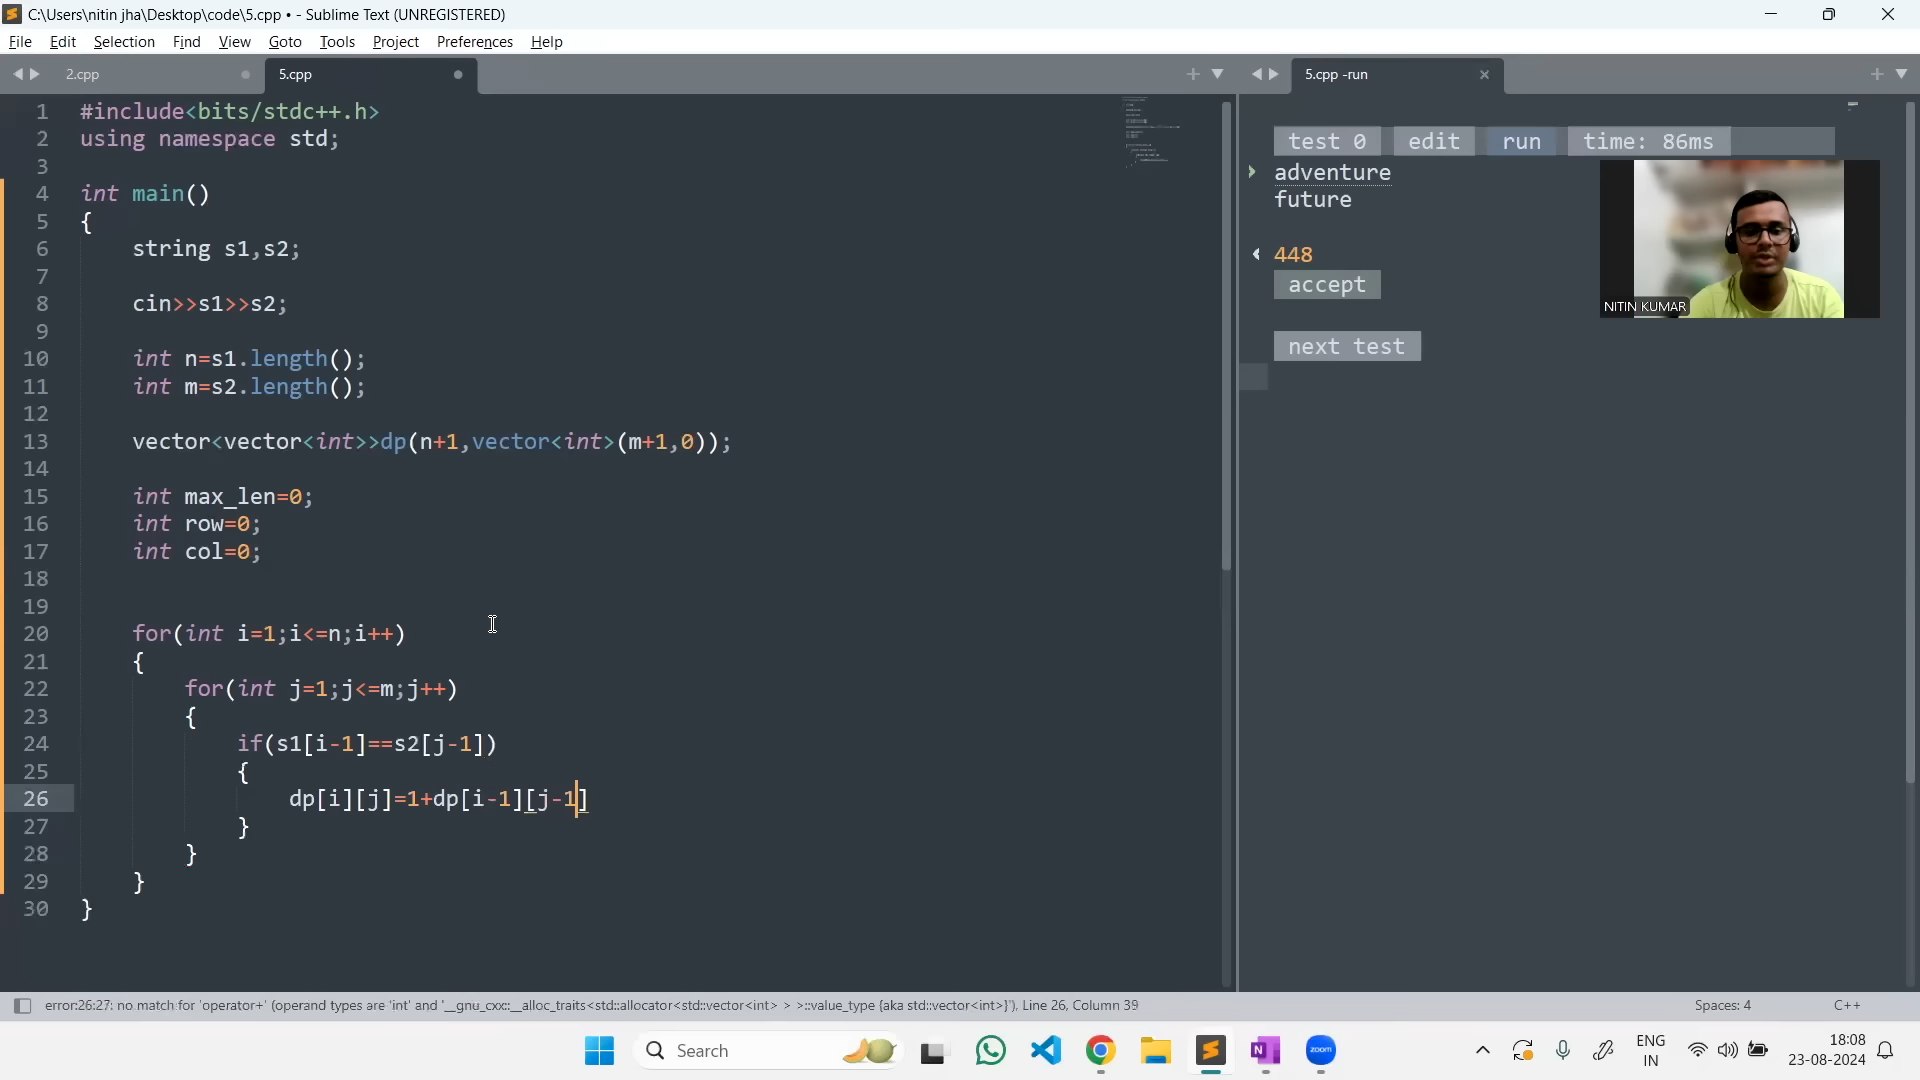 C:\Users\nitin jha\Desktop\code\5.cpp • - Sublime Text (UNREGISTERED)
File Edit Selection Find View Goto Tools Project Preferences Help
2.cpp 5.cpp 5.cpp -run
1 #include<bits/stdc++.h>
2 using namespace std;
3
4 int main()
5 {
6 string s1,s2;
7
8 cin>>s1>>s2;
9
10 int n=s1.length();
11 int m=s2.length();
12
13 vector<vector<int>>dp(n+1,vector<int>(m+1,0));
14
15 int max_len=0;
16 int row=0;
17 int col=0;
18
19
20 for(int i=1;i<=n;i++)
21 {
22 for(int j=1;j<=m;j++)
23 {
24 if(s1[i-1]==s2[j-1])
25 {
26 dp[i][j]=1+dp[i-1][j-1]
27 }
28 }
29 }
30 }
test 0 edit run time: 86ms
adventure
future
448
accept
next test
NITIN KUMAR
error:26:27: no match for 'operator+' (operand types are 'int' and '__gnu_cxx::__alloc_traits<std::allocator<std::vector<int> > >::value_type {aka std::vector<int>}'), Line 26, Column 39
Spaces: 4 C++
Search
zoom
ENG
IN
18:08
23-08-2024